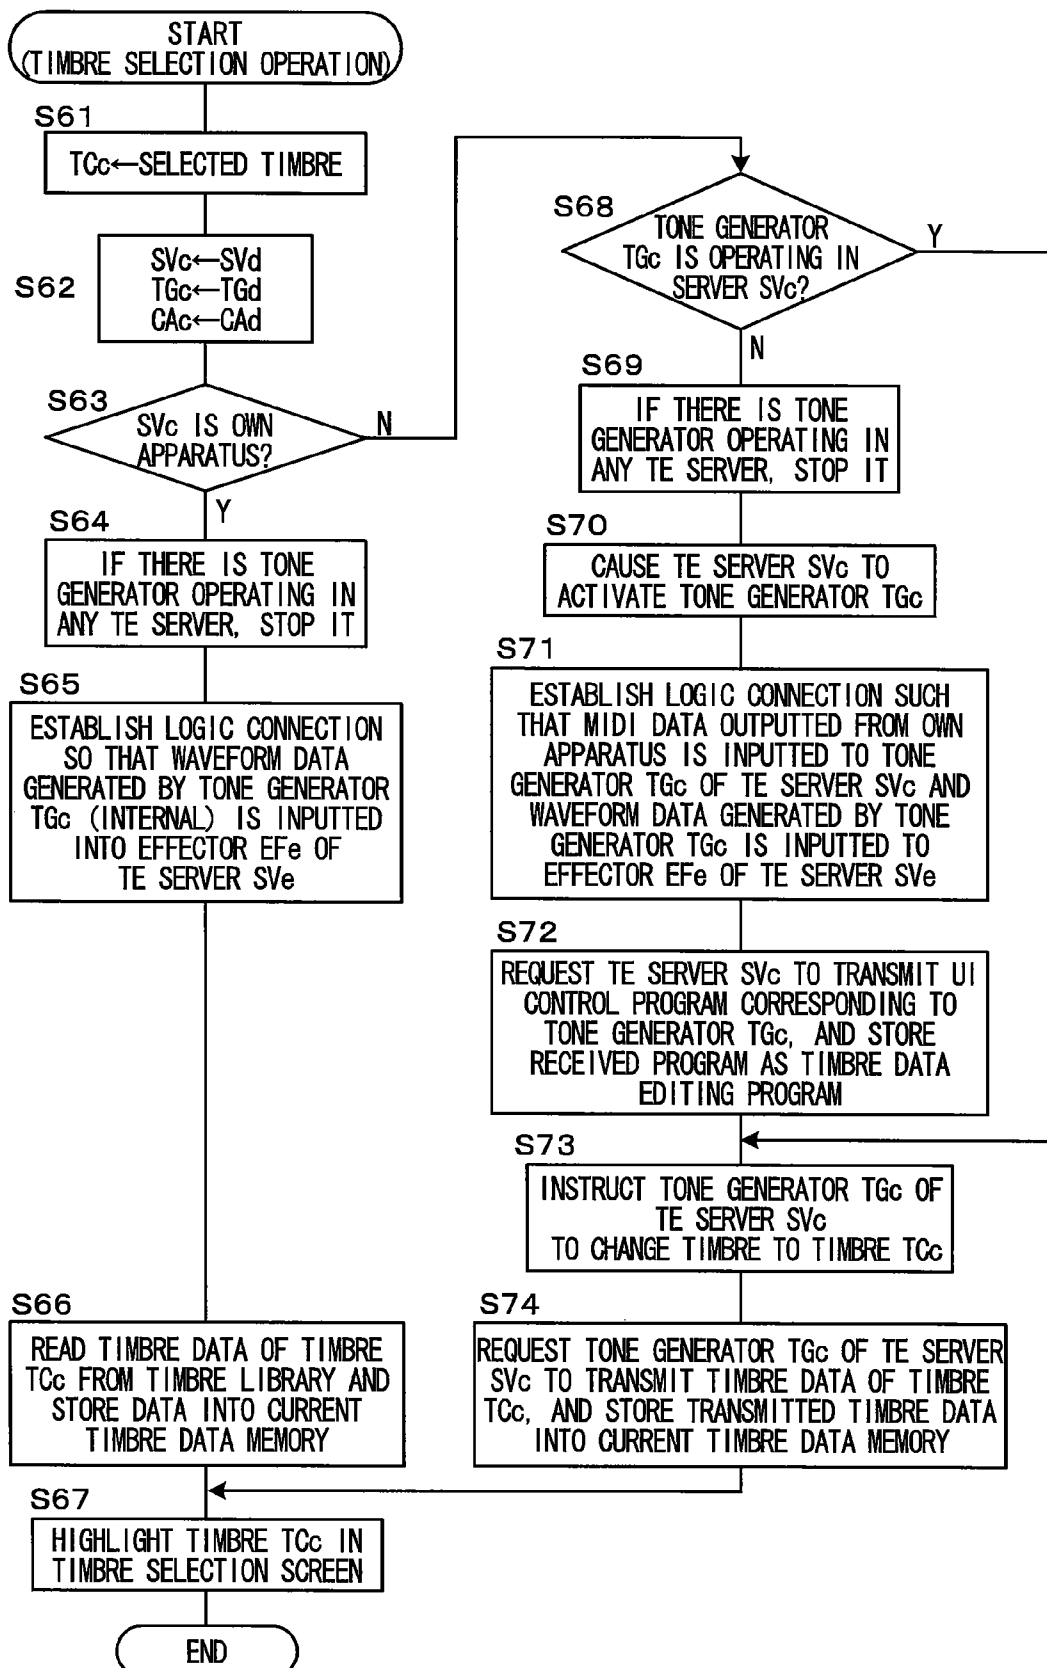 START
(TIMBRE SELECTION OPERATION)
S61
TCc←SELECTED TIMBRE
S62
SVc←SVd
TGc←TGd
CAc←CAd
S63
SVc IS OWN
APPARATUS?
N
Y
S64
IF THERE IS TONE
GENERATOR OPERATING IN
ANY TE SERVER, STOP IT
S65
ESTABLISH LOGIC CONNECTION
SO THAT WAVEFORM DATA
GENERATED BY TONE GENERATOR
TGc (INTERNAL) IS INPUTTED
INTO EFFECTOR EFe OF
TE SERVER SVe
S66
READ TIMBRE DATA OF TIMBRE
TCc FROM TIMBRE LIBRARY AND
STORE DATA INTO CURRENT
TIMBRE DATA MEMORY
S67
HIGHLIGHT TIMBRE TCc IN
TIMBRE SELECTION SCREEN
END
S68
TONE GENERATOR
TGc IS OPERATING IN
SERVER SVc?
Y
N
S69
IF THERE IS TONE
GENERATOR OPERATING IN
ANY TE SERVER, STOP IT
S70
CAUSE TE SERVER SVc TO
ACTIVATE TONE GENERATOR TGc
S71
ESTABLISH LOGIC CONNECTION SUCH
THAT MIDI DATA OUTPUTTED FROM OWN
APPARATUS IS INPUTTED TO TONE
GENERATOR TGc OF TE SERVER SVc AND
WAVEFORM DATA GENERATED BY TONE
GENERATOR TGc IS INPUTTED TO
EFFECTOR EFe OF TE SERVER SVe
S72
REQUEST TE SERVER SVc TO TRANSMIT UI
CONTROL PROGRAM CORRESPONDING TO
TONE GENERATOR TGc, AND STORE
RECEIVED PROGRAM AS TIMBRE DATA
EDITING PROGRAM
S73
INSTRUCT TONE GENERATOR TGc OF
TE SERVER SVc
TO CHANGE TIMBRE TO TIMBRE TCc
S74
REQUEST TONE GENERATOR TGc OF TE SERVER
SVc TO TRANSMIT TIMBRE DATA OF TIMBRE
TCc, AND STORE TRANSMITTED TIMBRE DATA
INTO CURRENT TIMBRE DATA MEMORY